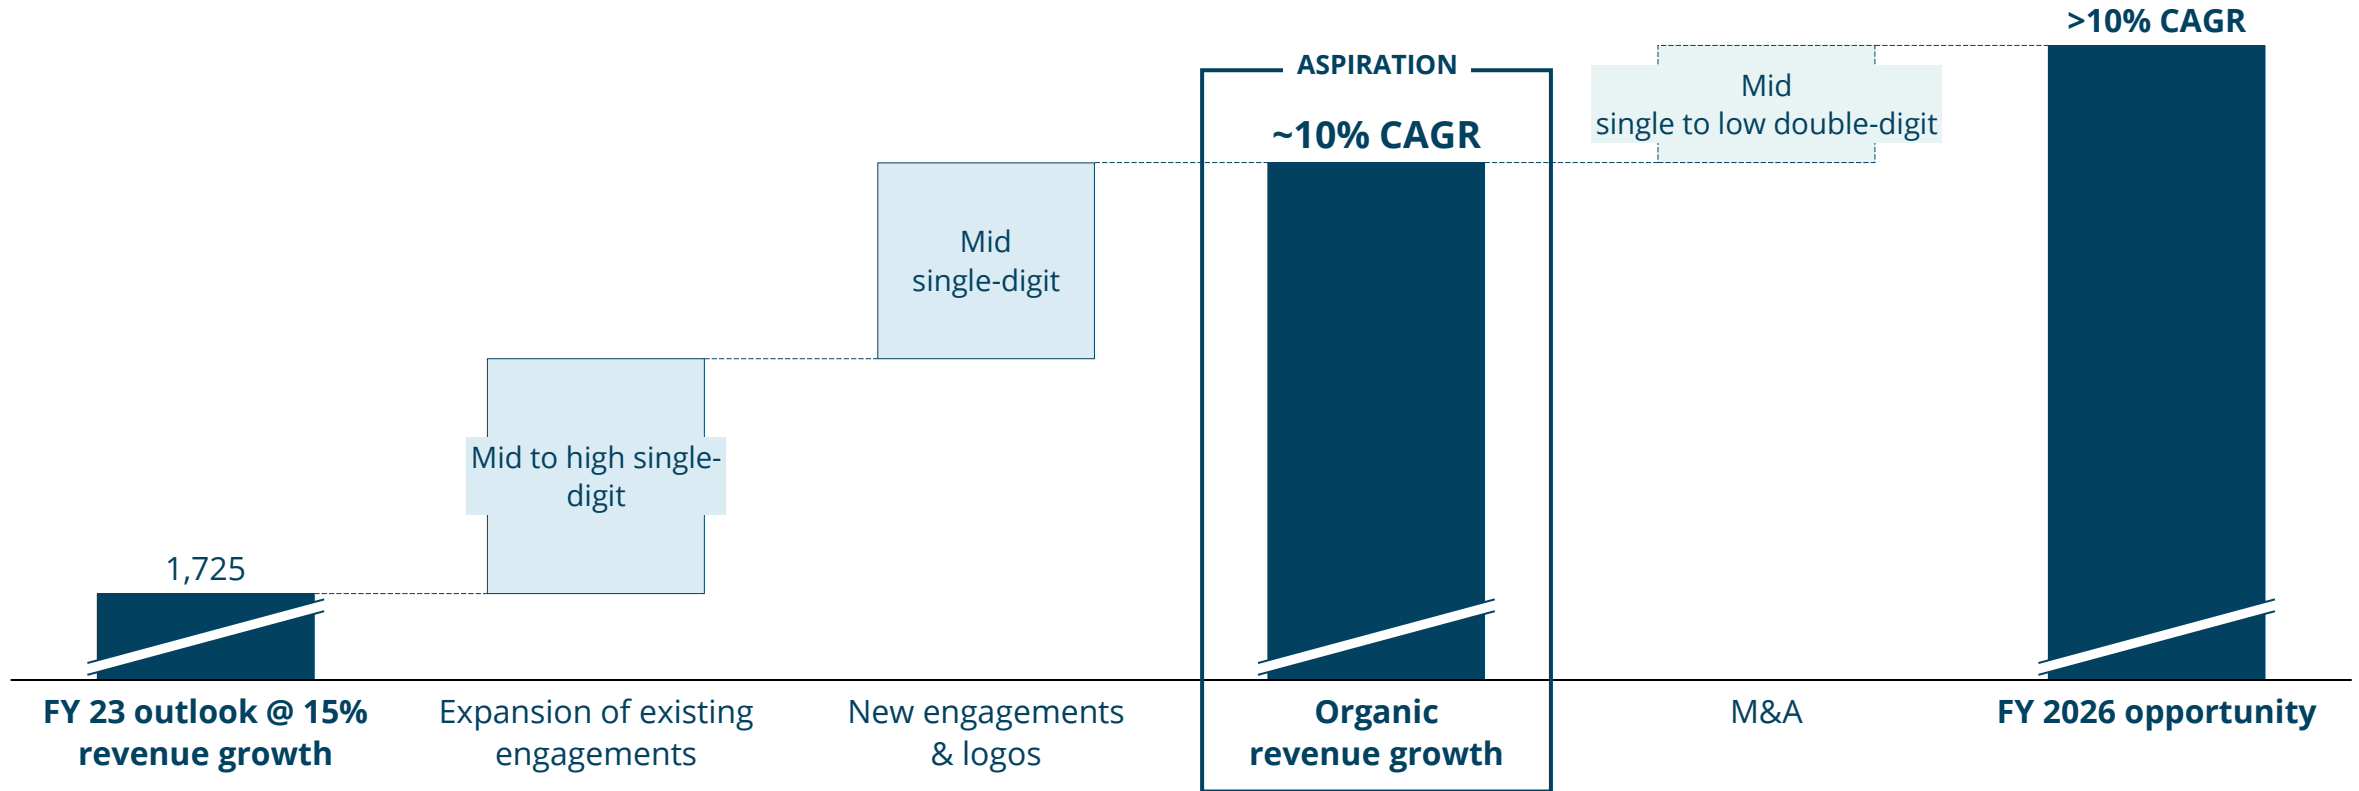 >10% CAGR
ASPIRATION
Mid
single to low double-digit
~10% CAGR
Mid
single-digit
Mid to high single-
digit
1,725
FY 23 outlook @ 15%
revenue growth
Expansion of existing
engagements
New engagements
& logos
Organic
revenue growth
M&A
FY 2026 opportunity